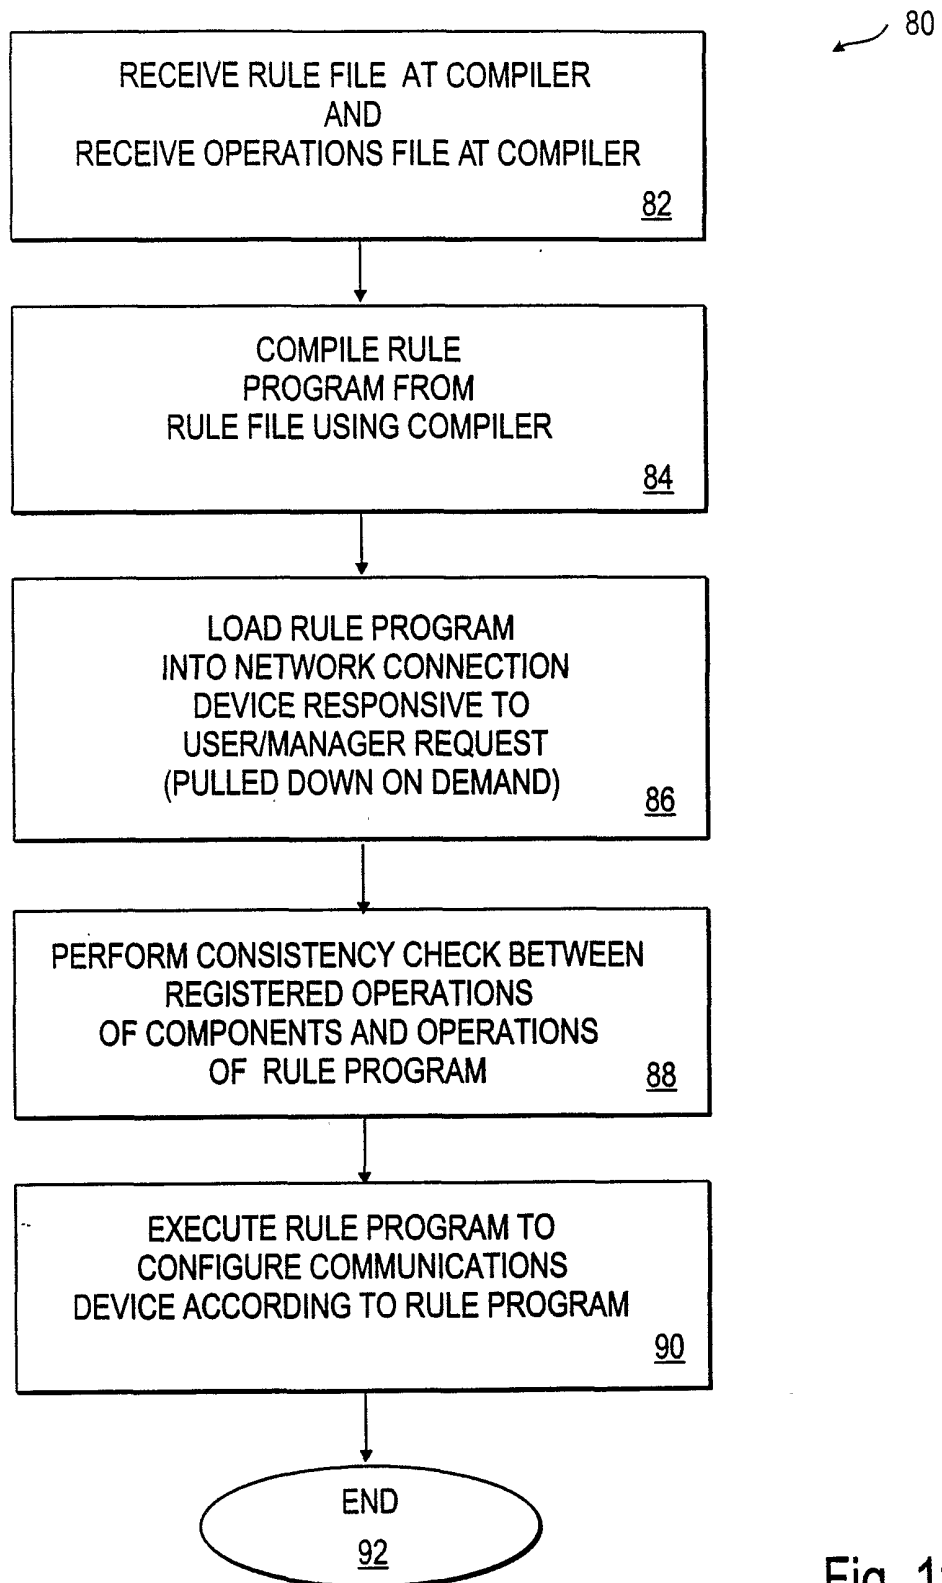 80
RECEIVE RULE FILE AT COMPILER
AND
RECEIVE OPERATIONS FILE AT COMPILER
82
COMPILE RULE
PROGRAM FROM
RULE FILE USING COMPILER
84
LOAD RULE PROGRAM
INTO NETWORK CONNECTION
DEVICE RESPONSIVE TO
USER/MANAGER REQUEST
(PULLED DOWN ON DEMAND)
86
PERFORM CONSISTENCY CHECK BETWEEN
REGISTERED OPERATIONS
OF COMPONENTS AND OPERATIONS
OF RULE PROGRAM
88
EXECUTE RULE PROGRAM TO
CONFIGURE COMMUNICATIONS
DEVICE ACCORDING TO RULE PROGRAM
90
END
92
Fig.